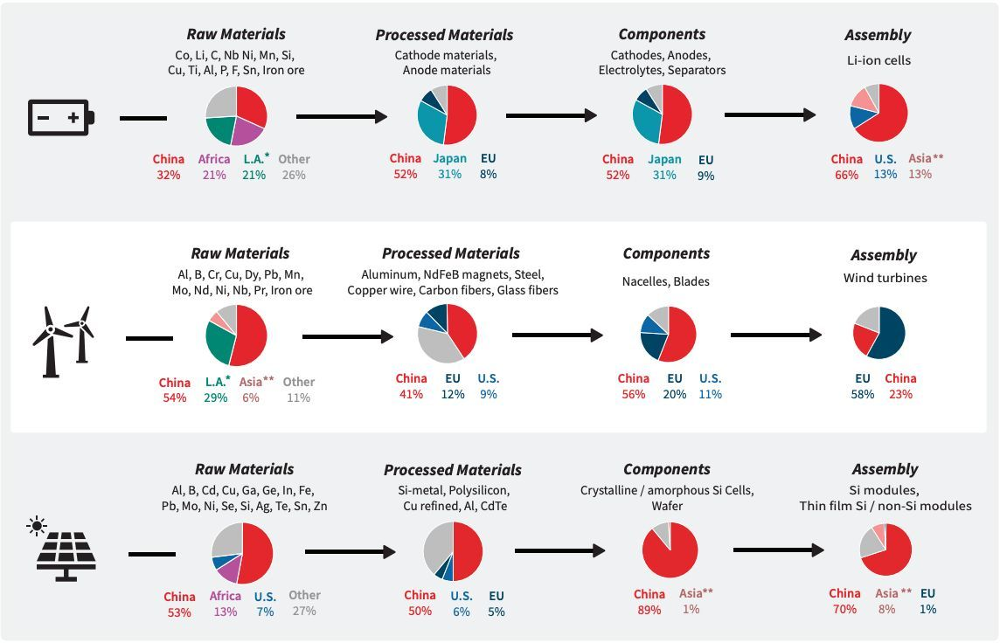 Raw Materials
Co, Li, C, Nb Ni, Mn, Si,
Cu, Ti, Al, P, F, Sn, Iron ore
China Africa L.A.* Other
32% 21% 21% 26%
Processed Materials
Cathode materials,
Anode materials
China Japan EU
52% 31% 8%
Components
Cathodes, Anodes,
Electrolytes, Separators
China Japan EU
52% 31% 9%
Assembly
Li-ion cells
China U.S. Asia**
66% 13% 13%
Raw Materials
Al, B, Cr, Cu, Dy, Pb, Mn,
Mo, Nd, Ni, Nb, Pr, Iron ore
China L.A.* Asia** Other
54% 29% 6% 11%
Processed Materials
Aluminum, NdFeB magnets, Steel,
Copper wire, Carbon fibers, Glass fibers
China EU U.S.
41% 12% 9%
Components
Nacelles, Blades
China EU U.S.
56% 20% 11%
Assembly
Wind turbines
EU China
58% 23%
Raw Materials
Al, B, Cd, Cu, Ga, Ge, In, Fe,
Pb, Mo, Ni, Se, Si, Ag, Te, Sn, Zn
China Africa U.S. Other
53% 13% 7% 27%
Processed Materials
Si-metal, Polysilicon,
Cu refined, Al, CdTe
China U.S. EU
50% 6% 5%
Components
Crystalline / amorphous Si Cells,
Wafer
China Asia**
89% 1%
Assembly
Si modules,
Thin film Si / non-Si modules
China Asia ** EU
70% 8% 1%